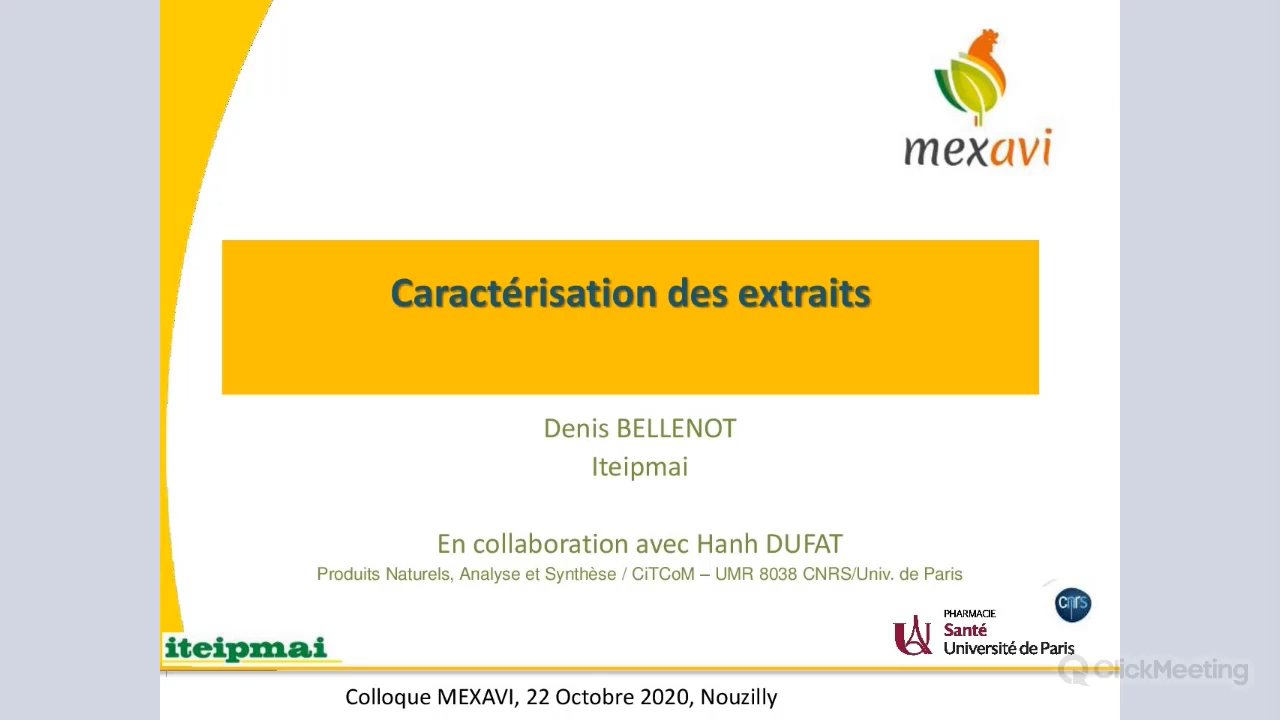 mexavi
Caractérisation des extraits
Denis BELLENOT
Iteipmai
En collaboration avec Hanh DUFAT
Produits Naturels, Analyse et Synthèse / CiTCoM – UMR 8038 CNRS/Univ. de Paris
cnrs
PHARMACIE
Santé
Université de Paris
iteipmai
ClickMeeting
Colloque MEXAVI, 22 Octobre 2020, Nouzilly